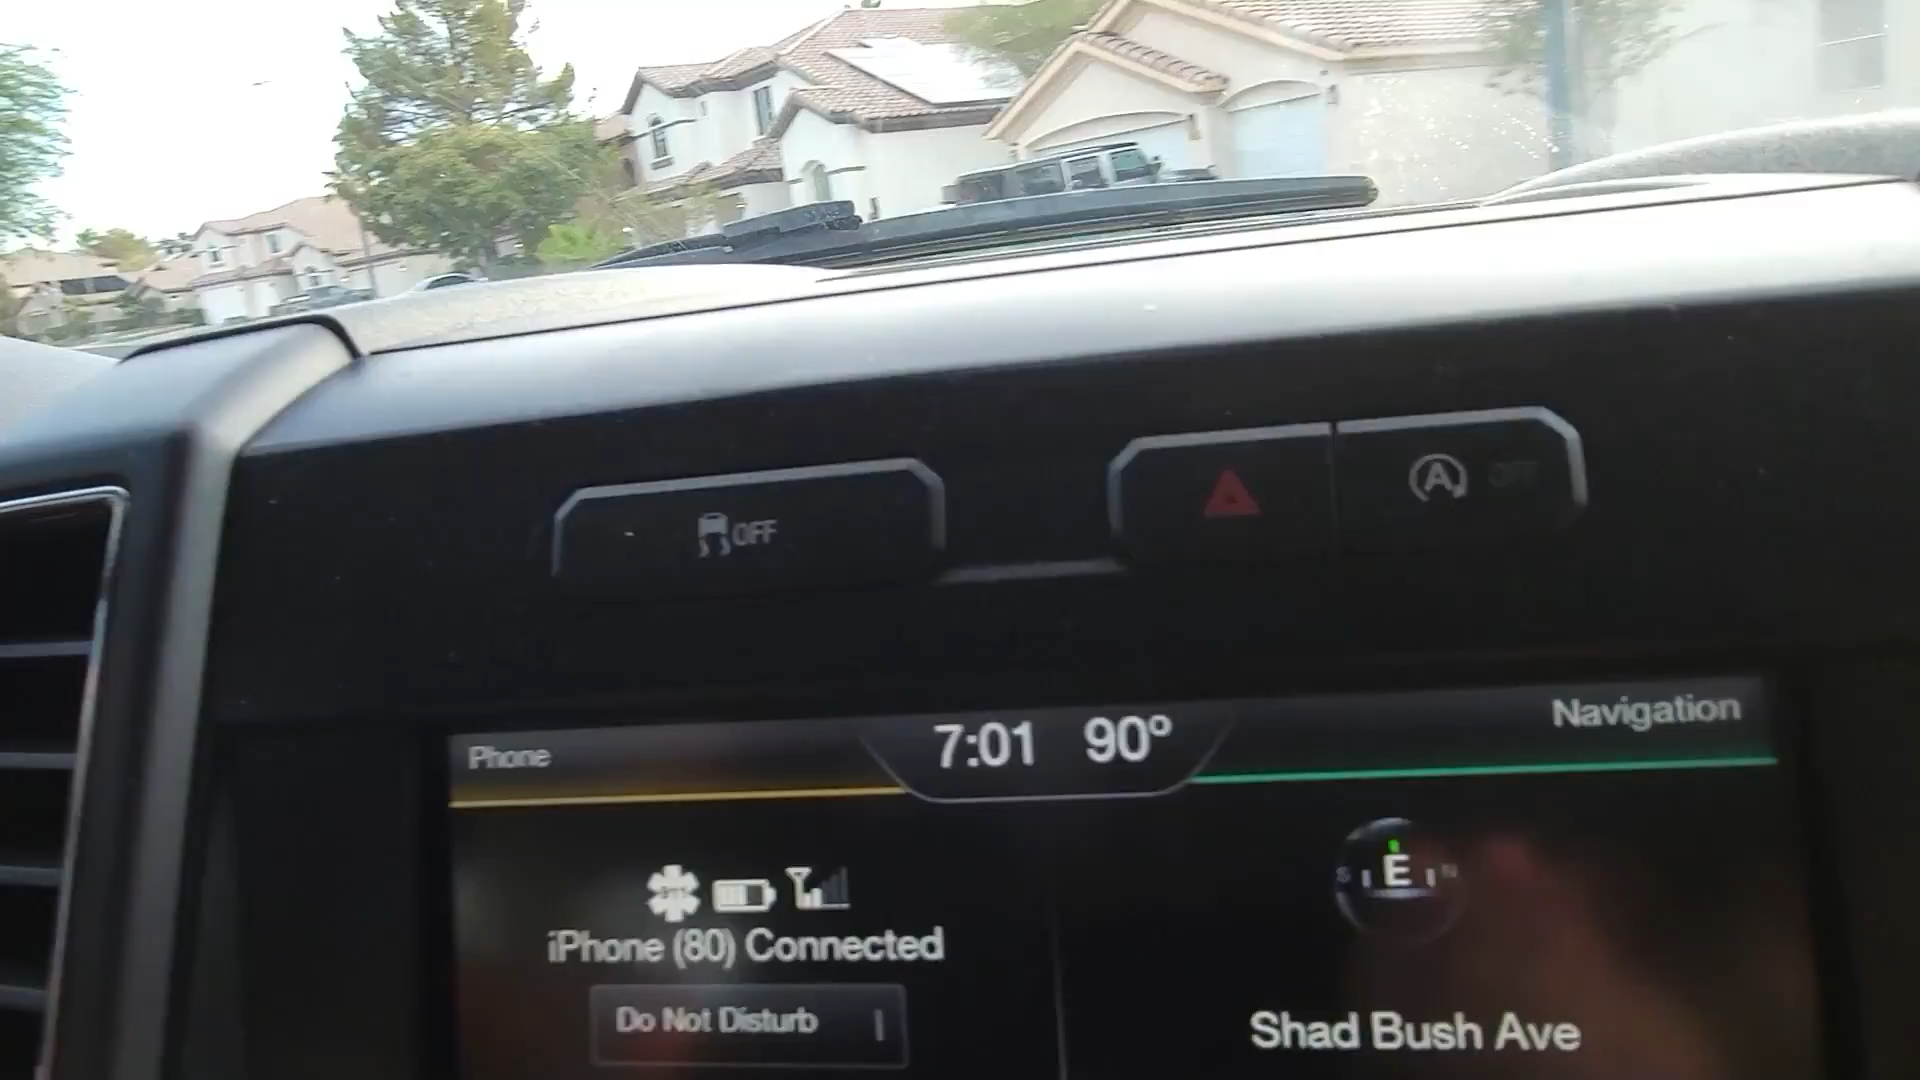 OFF
A OFF
Phone
7:01 90°
Navigation
E
iPhone (80) Connected
Do Not Disturb
Shad Bush Ave